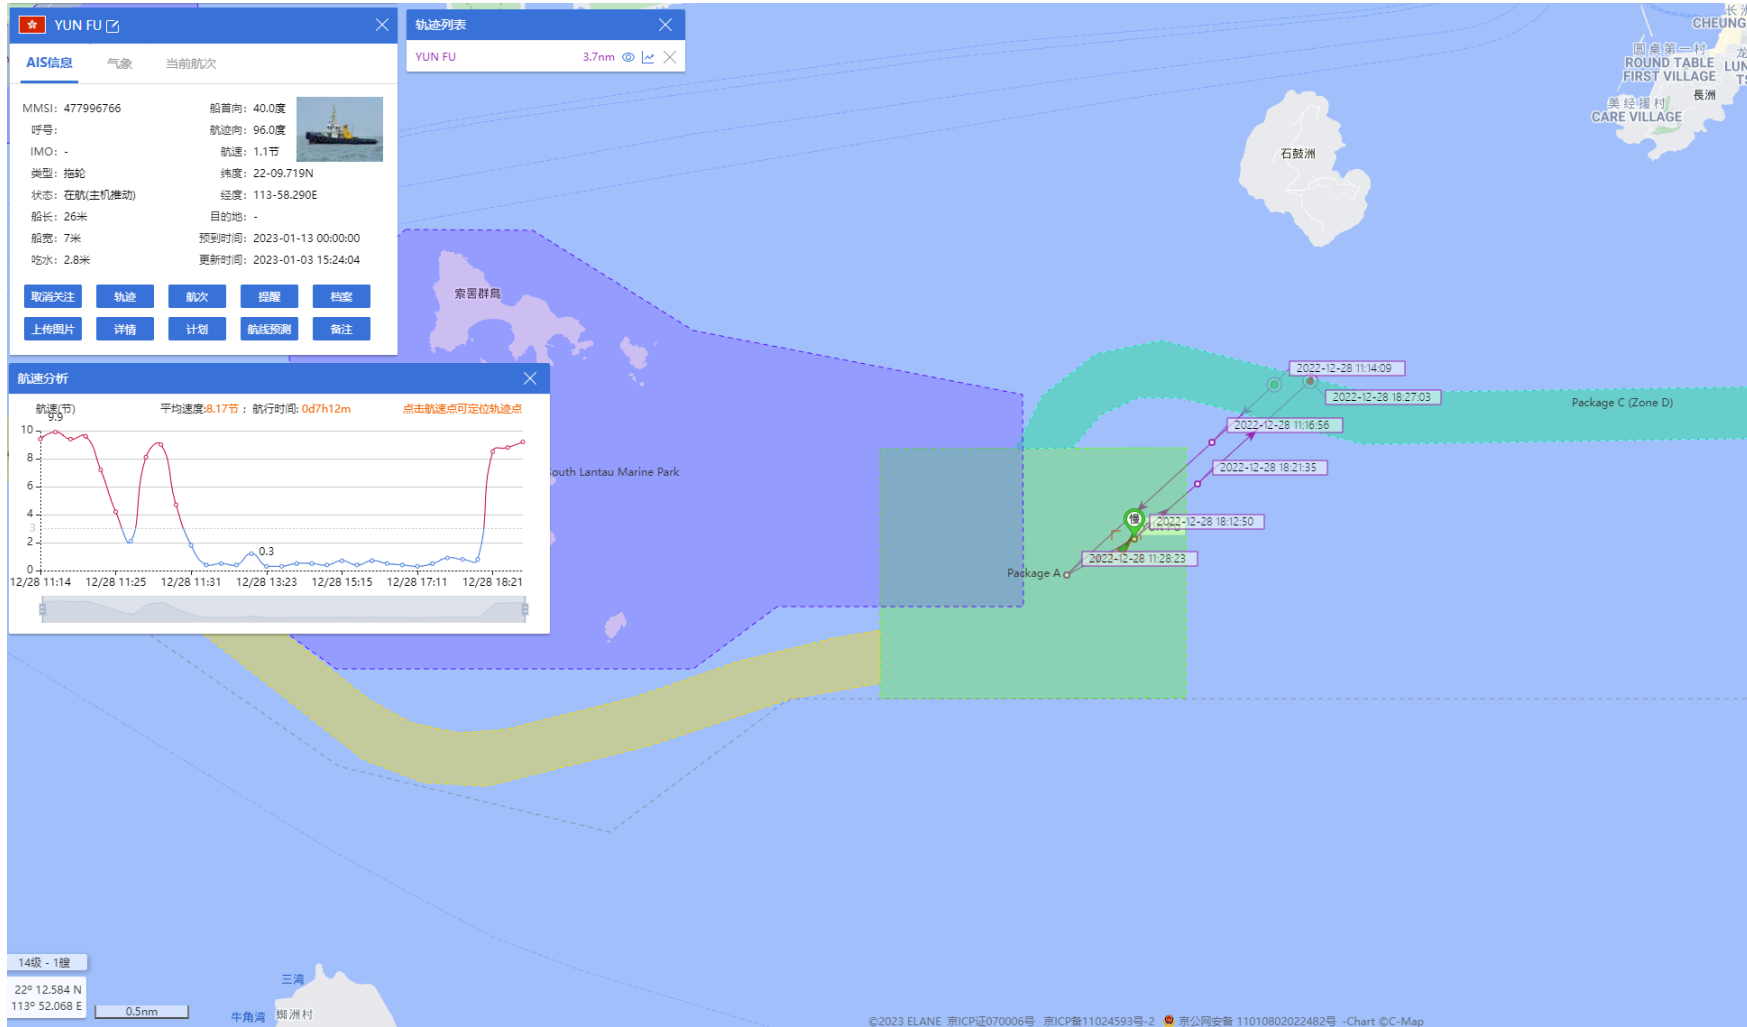 YUN FU
AIS信息 气象 当前航次
MMSI: 477996766 船首向: 40.0度
呼号: 航迹向: 96.0度
IMO: - 航速: 1.1节
类型: 拖轮 纬度: 22-09.719N
状态: 在航(主机推动) 经度: 113-58.290E
船长: 26米 目的地: -
船宽: 7米 预到时间: 2023-01-13 00:00:00
吃水: 2.8米 更新时间: 2023-01-03 15:24:04
取消关注 轨迹 航次 提醒 档案
上传图片 详情 计划 航线预测 备注
轨迹列表
YUN FU 3.7nm
航速分析
航速(节) 平均速度:8.17节 ; 航行时间: 0d7h12m 点击航速点可定位轨迹点
9.9
10
8
6
4
3
2
0
0.3
12/28 11:14 12/28 11:25 12/28 11:31 12/28 13:23 12/28 15:15 12/28 17:11 12/28 18:21
CHEUNG
圆桌第一村
ROUND TABLE
FIRST VILLAGE
美经援村
CARE VILLAGE
長洲
石鼓洲
索罟群島
South Lantau Marine Park
2022-12-28 11:14:09
2022-12-28 18:27:03
Package C (Zone D)
2022-12-28 11:16:56
2022-12-28 18:21:35
慢
2022-12-28 18:12:50
2022-12-28 11:28:23
Package A
14级 - 1艘
22º 12.584 N
113º 52.068 E
0.5nm
三湾
牛角湾
蜘洲村
©2023 ELANE 京ICP证070006号 京ICP备11024593号-2 京公网安备 11010802022482号 -Chart ©C-Map